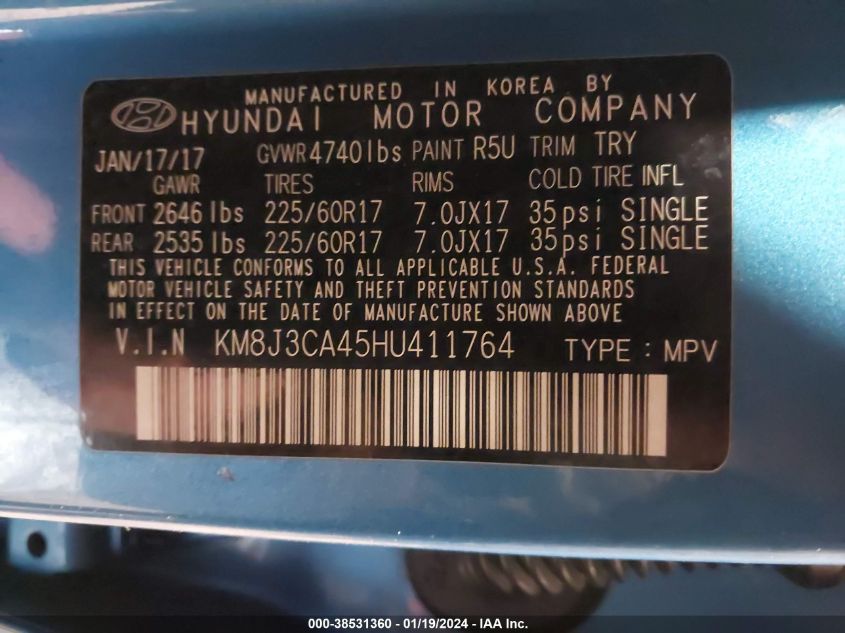 MANUFACTURED IN KOREA BY
HYUNDAI MOTOR COMPANY
JAN/17/17 GVWR 4740lbs PAINT R5U TRIM TRY
GAWR TIRES RIMS COLD TIRE INFL
FRONT 2646lbs 225/60R17 7.0JX17 35psi SINGLE
REAR 2535lbs 225/60R17 7.0JX17 35psi SINGLE
THIS VEHICLE CONFORMS TO ALL APPLICABLE U.S.A. FEDERAL
MOTOR VEHICLE SAFETY AND THEFT PREVENTION STANDARDS
IN EFFECT ON THE DATE OF MANUFACTURE SHOWN ABOVE
V.I.N KM8J3CA45HU411764 TYPE : MPV
000-38531360 - 01/19/2024 - IAA Inc.